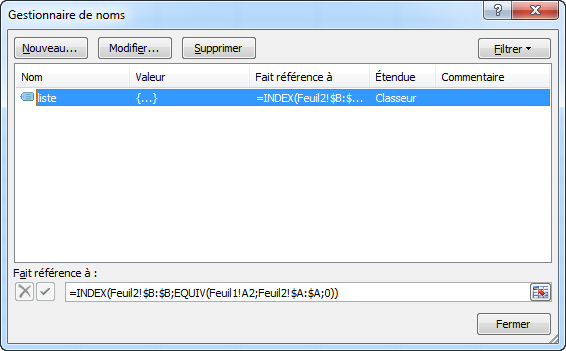 Gestionnaire de noms
Nouveau... Modifier... Supprimer Filtrer
Nom Valeur Fait référence à Étendue Commentaire
liste {...} =INDEX(Feuil2!$B:$... Classeur
Fait référence à :
=INDEX(Feuil2!$B:$B;EQUIV(Feuil1!A2;Feuil2!$A:$A;0))
Fermer